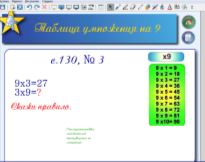 Таблица умножения на 9
с.130, № 3
9х3=27
3х9=?
Скажи правило.
х9
9 x 1 = 9
9 x 2 = 18
9 x 3 = 27
9 x 4 = 36
9 x 5 = 45
9 x 6 = 54
9 x 7 = 63
9 x 8 = 72
9 x 9 = 81
9 x10= 90